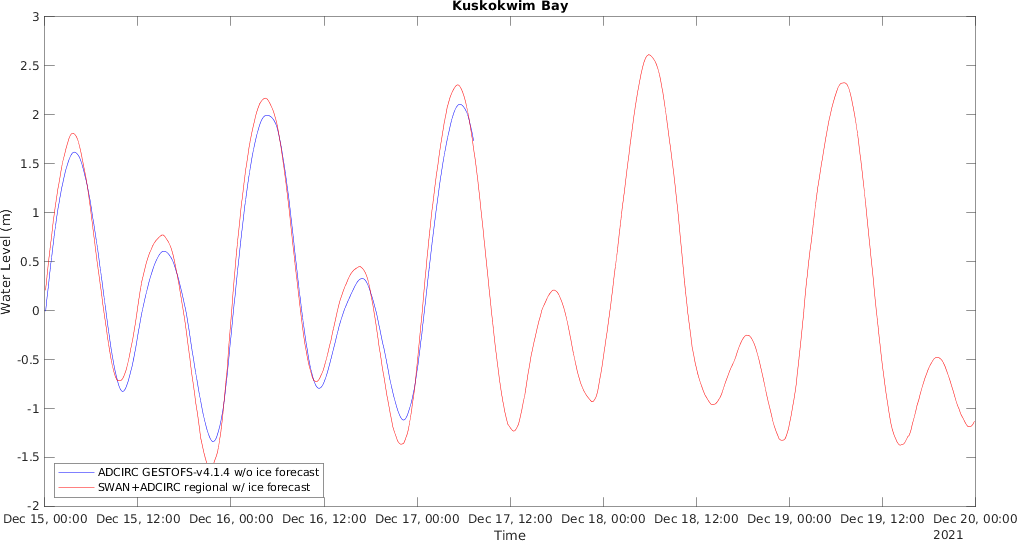 Kuskokwim Bay
3
2.5
2
1.5
1
0.5
0
-0.5
-1
-1.5
-2
Water Level (m)
ADCIRC GESTOFS-v4.1.4 w/o ice forecast
SWAN+ADCIRC regional w/ ice forecast
Dec 15, 00:00 Dec 15, 12:00 Dec 16, 00:00 Dec 16, 12:00 Dec 17, 00:00 Dec 17, 12:00 Dec 18, 00:00 Dec 18, 12:00 Dec 19, 00:00 Dec 19, 12:00 Dec 20, 00:00
Time
2021